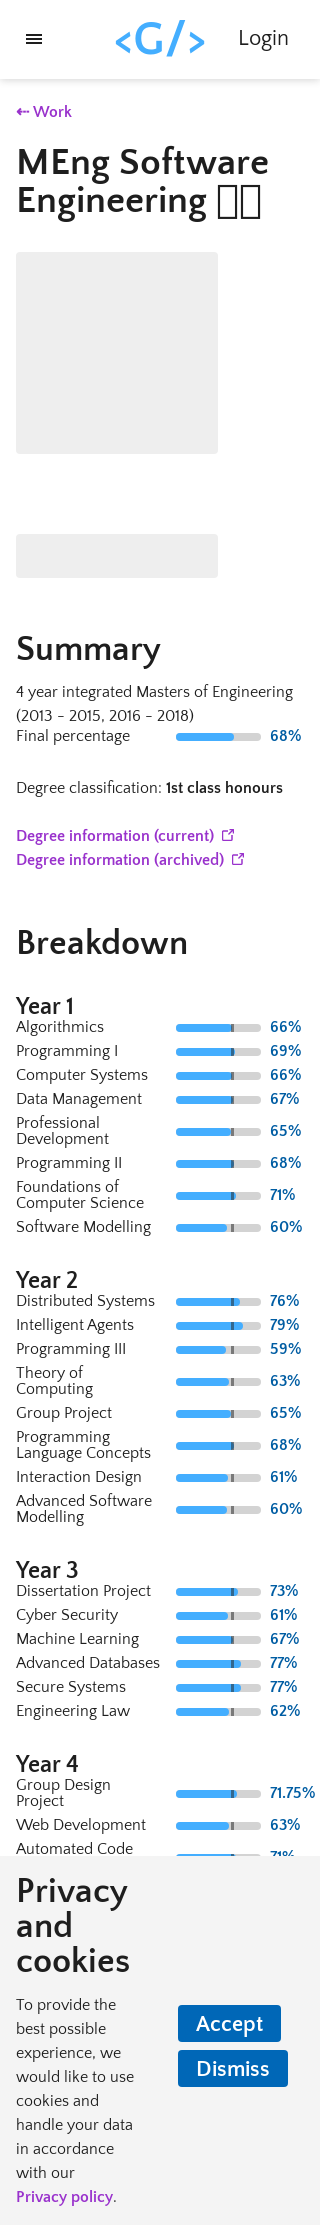 <G/>
Login
⇠ Work
MEng Software
Engineering
Summary
4 year integrated Masters of Engineering
(2013 - 2015, 2016 - 2018)
Final percentage 68%
Degree classification: 1st class honours
Degree information (current)
Degree information (archived)
Breakdown
Year 1
Algorithmics 66%
Programming I 69%
Computer Systems 66%
Data Management 67%
Professional
Development 65%
Programming II 68%
Foundations of
Computer Science 71%
Software Modelling 60%
Year 2
Distributed Systems 76%
Intelligent Agents 79%
Programming III 59%
Theory of
Computing 63%
Group Project 65%
Programming
Language Concepts 68%
Interaction Design 61%
Advanced Software
Modelling 60%
Year 3
Dissertation Project 73%
Cyber Security 61%
Machine Learning 67%
Advanced Databases 77%
Secure Systems 77%
Engineering Law 62%
Year 4
Group Design
Project 71.75%
Web Development 63%
Automated Code
71%
Privacy
and
cookies
To provide the
best possible
experience, we
would like to use
cookies and
handle your data
in accordance
with our
Privacy policy.
Accept
Dismiss